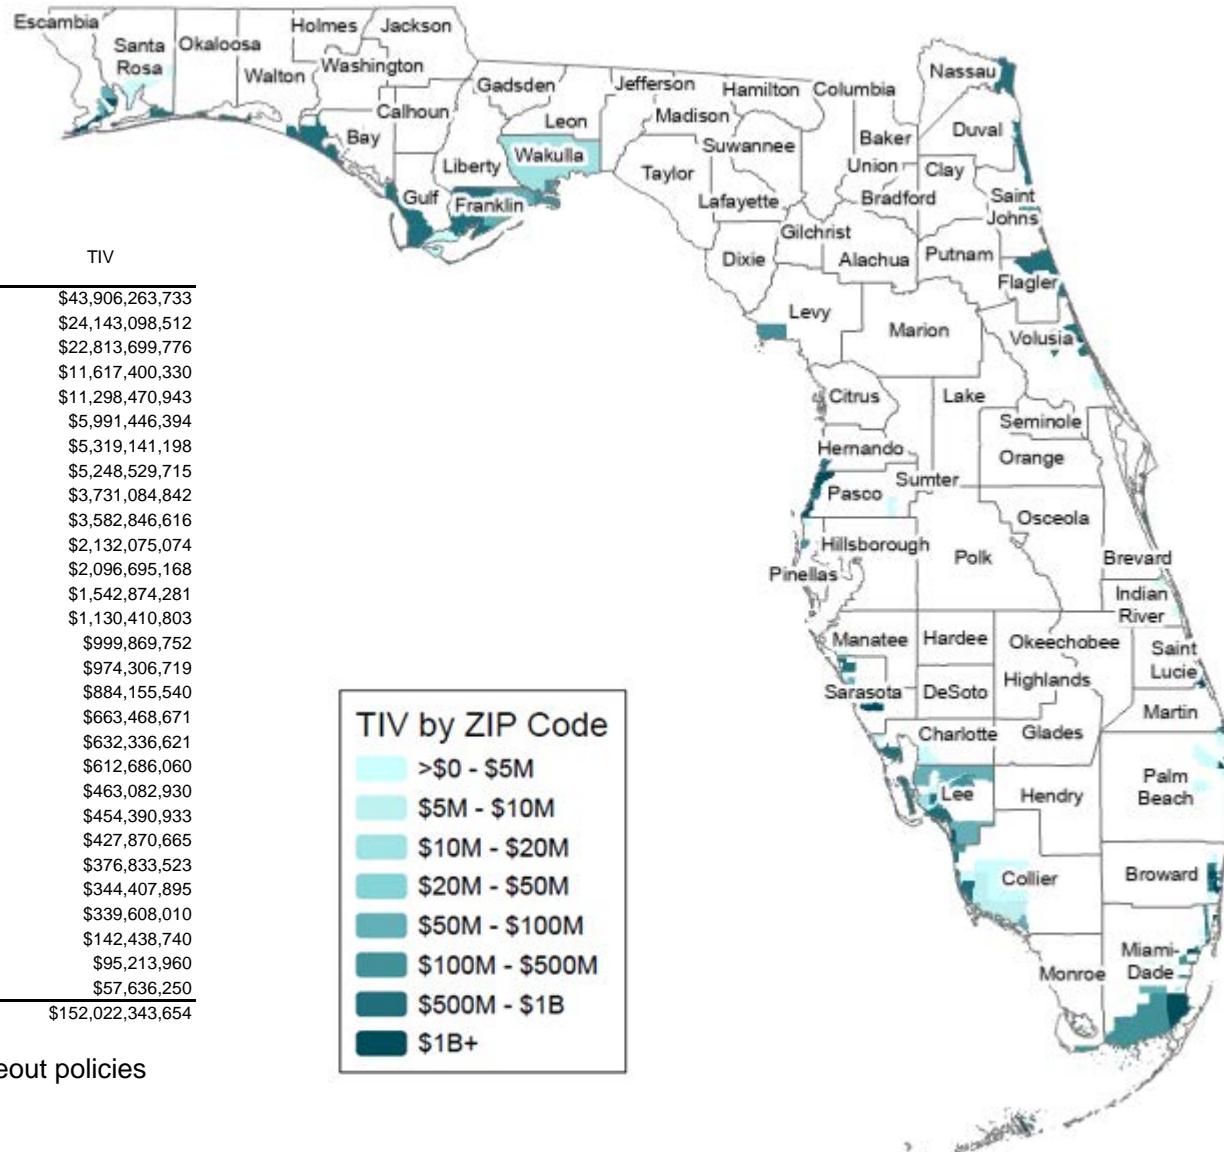 Escambia
Santa
Rosa
Okaloosa
Holmes
Jackson
Walton
Washington
Calhoun
Bay
Gulf
Gadsden
Leon
Liberty
Wakulla
Franklin
Jefferson
Madison
Taylor
Hamilton
Suwannee
Lafayette
Columbia
Baker
Union
Bradford
Nassau
Duval
Clay
Saint
Johns
Gilchrist
Dixie
Alachua
Putnam
Flagler
Levy
Marion
Volusia
Citrus
Lake
Seminole
Hernando
Orange
Sumter
Pasco
Osceola
Hillsborough
Polk
Brevard
Pinellas
Indian
River
Manatee
Hardee
Okeechobee
Saint
Lucie
Highlands
Sarasota
DeSoto
Martin
Charlotte
Glades
Palm
Beach
Lee
Hendry
Collier
Broward
Miami-
Dade
Monroe
TIV
$43,906,263,733
$24,143,098,512
$22,813,699,776
$11,617,400,330
$11,298,470,943
$5,991,446,394
$5,319,141,198
$5,248,529,715
$3,731,084,842
$3,582,846,616
$2,132,075,074
$2,096,695,168
$1,542,874,281
$1,130,410,803
$999,869,752
$974,306,719
$884,155,540
$663,468,671
$632,336,621
$612,686,060
$463,082,930
$454,390,933
$427,870,665
$376,833,523
$344,407,895
$339,608,010
$142,438,740
$95,213,960
$57,636,250
$152,022,343,654
eout policies
TIV by ZIP Code
>$0 - $5M
$5M - $10M
$10M - $20M
$20M - $50M
$50M - $100M
$100M - $500M
$500M - $1B
$1B+